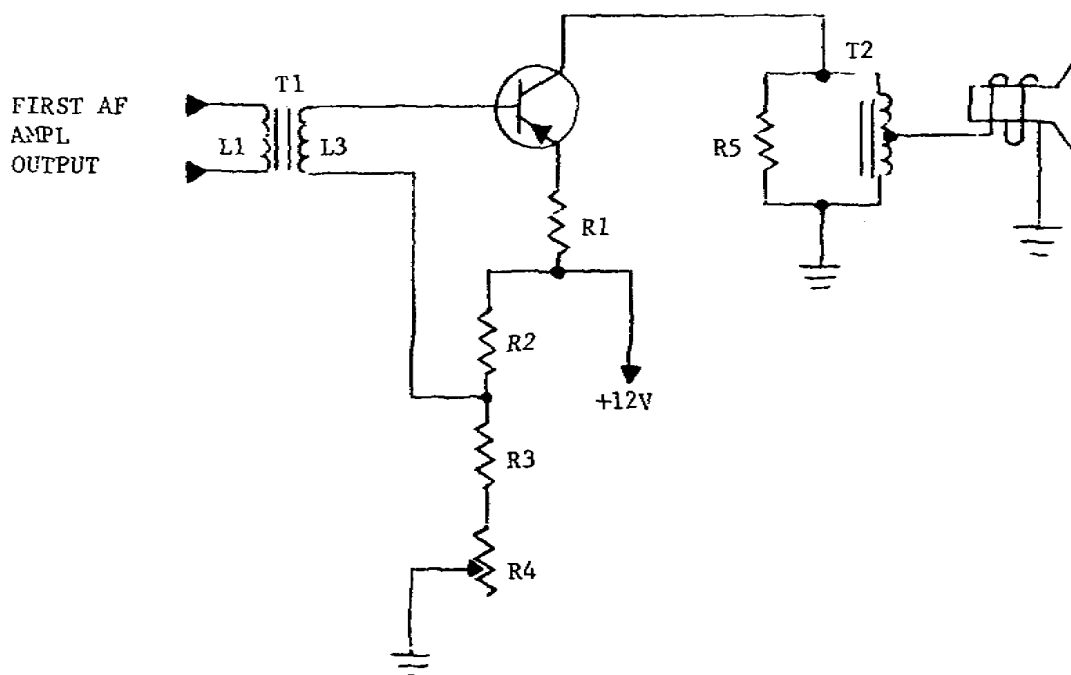 FIRST AF
AMPL
OUTPUT
T1
L1
L3
R1
R2
+12V
R3
R4
T2
R5